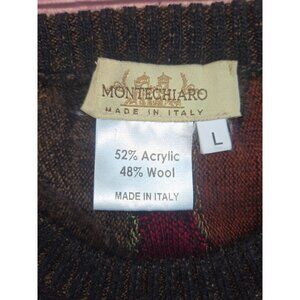 MONTECHIARO
MADE IN ITALY
L
52% Acrylic
48% Wool
MADE IN ITALY